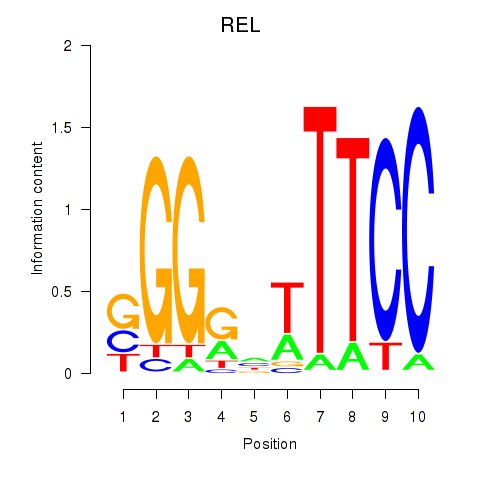 REL
Information content
2
1.5
1
0.5
0
G C T
G T C
G T A
G A T C
A C T G
T A G C
T A
T A
C T
C A
1 2 3 4 5 6 7 8 9 10
Position